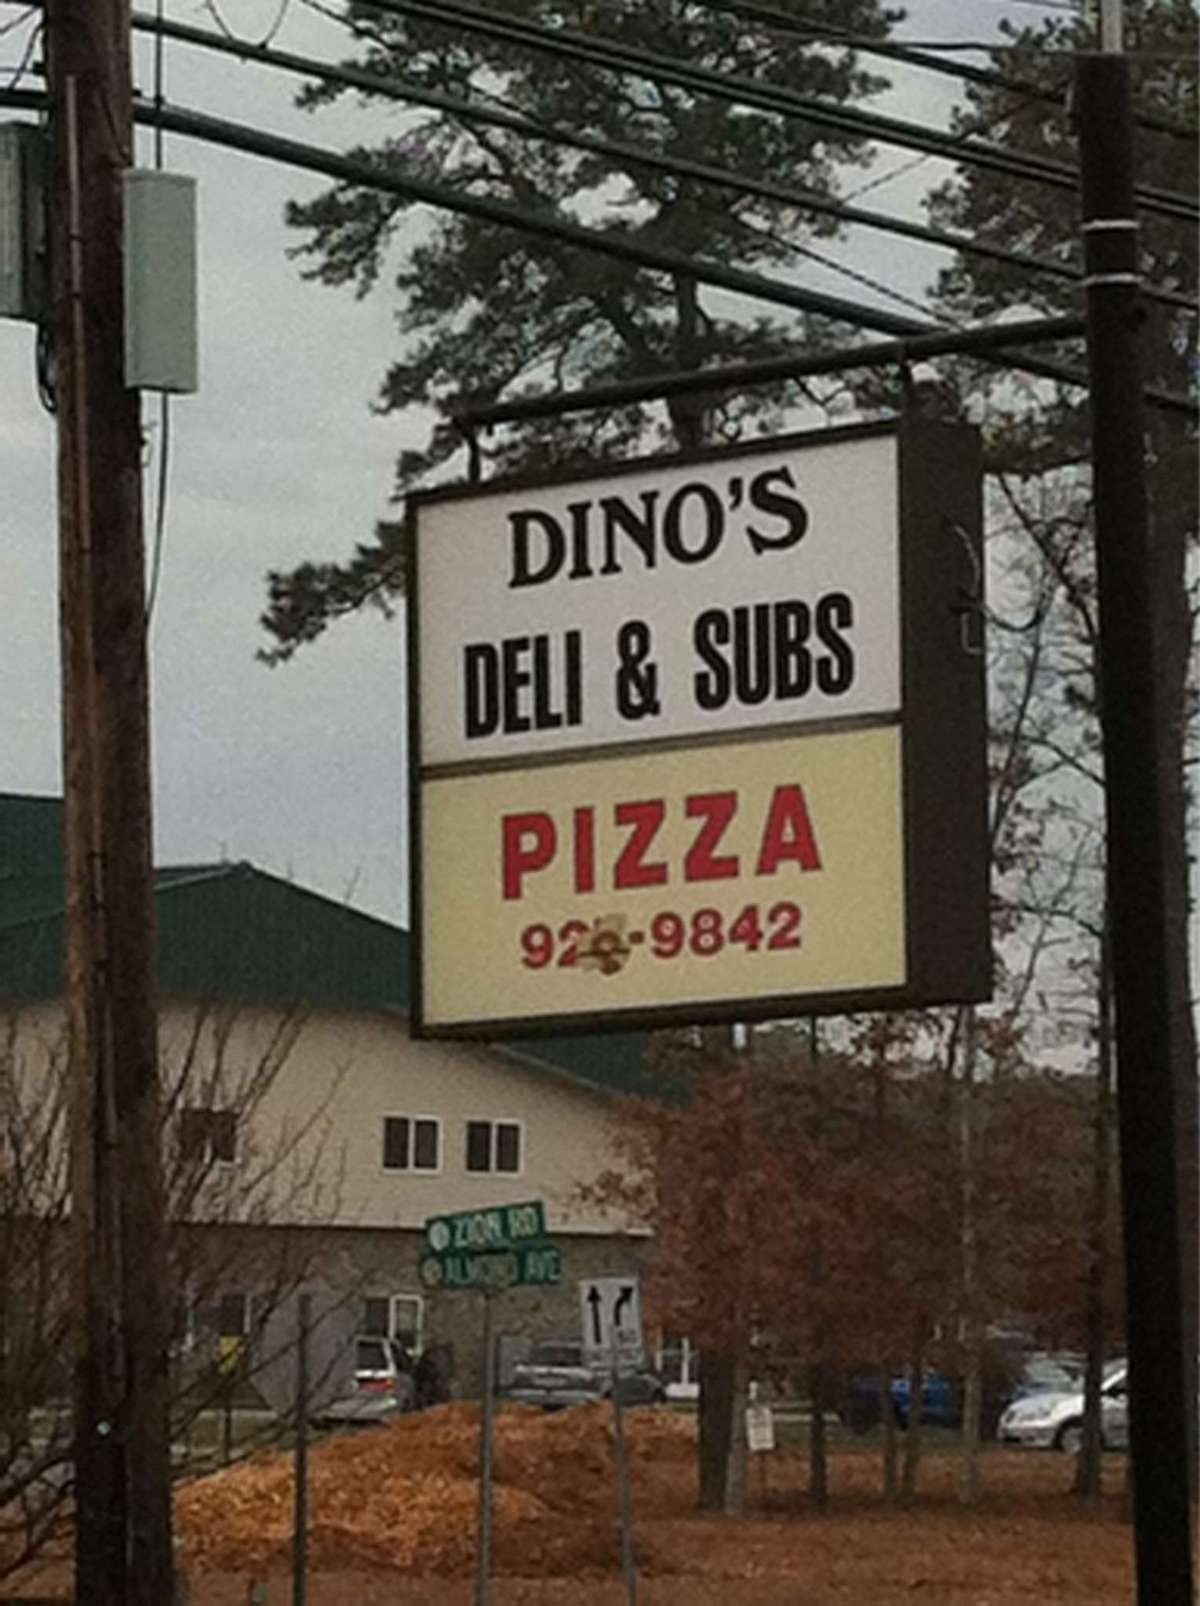 DINO'S
DELI & SUBS
PIZZA
ZION RD
ALMOND AVE